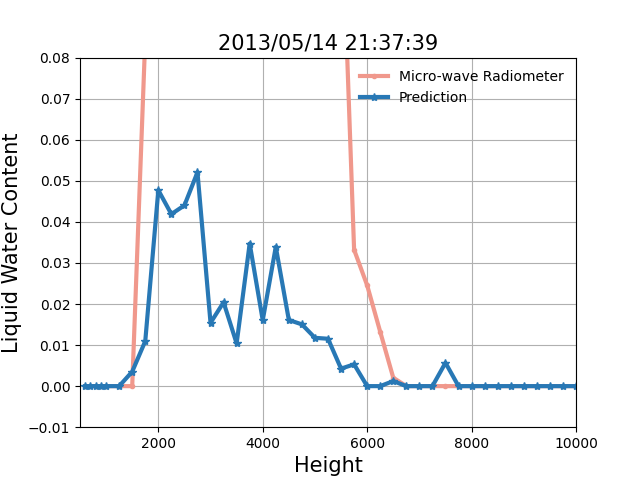 2013/05/14 21:37:39
Liquid Water Content
0.08
0.07
0.06
0.05
0.04
0.03
0.02
0.01
0.00
−0.01
Micro-wave Radiometer
Prediction
2000 4000 6000 8000 10000
Height